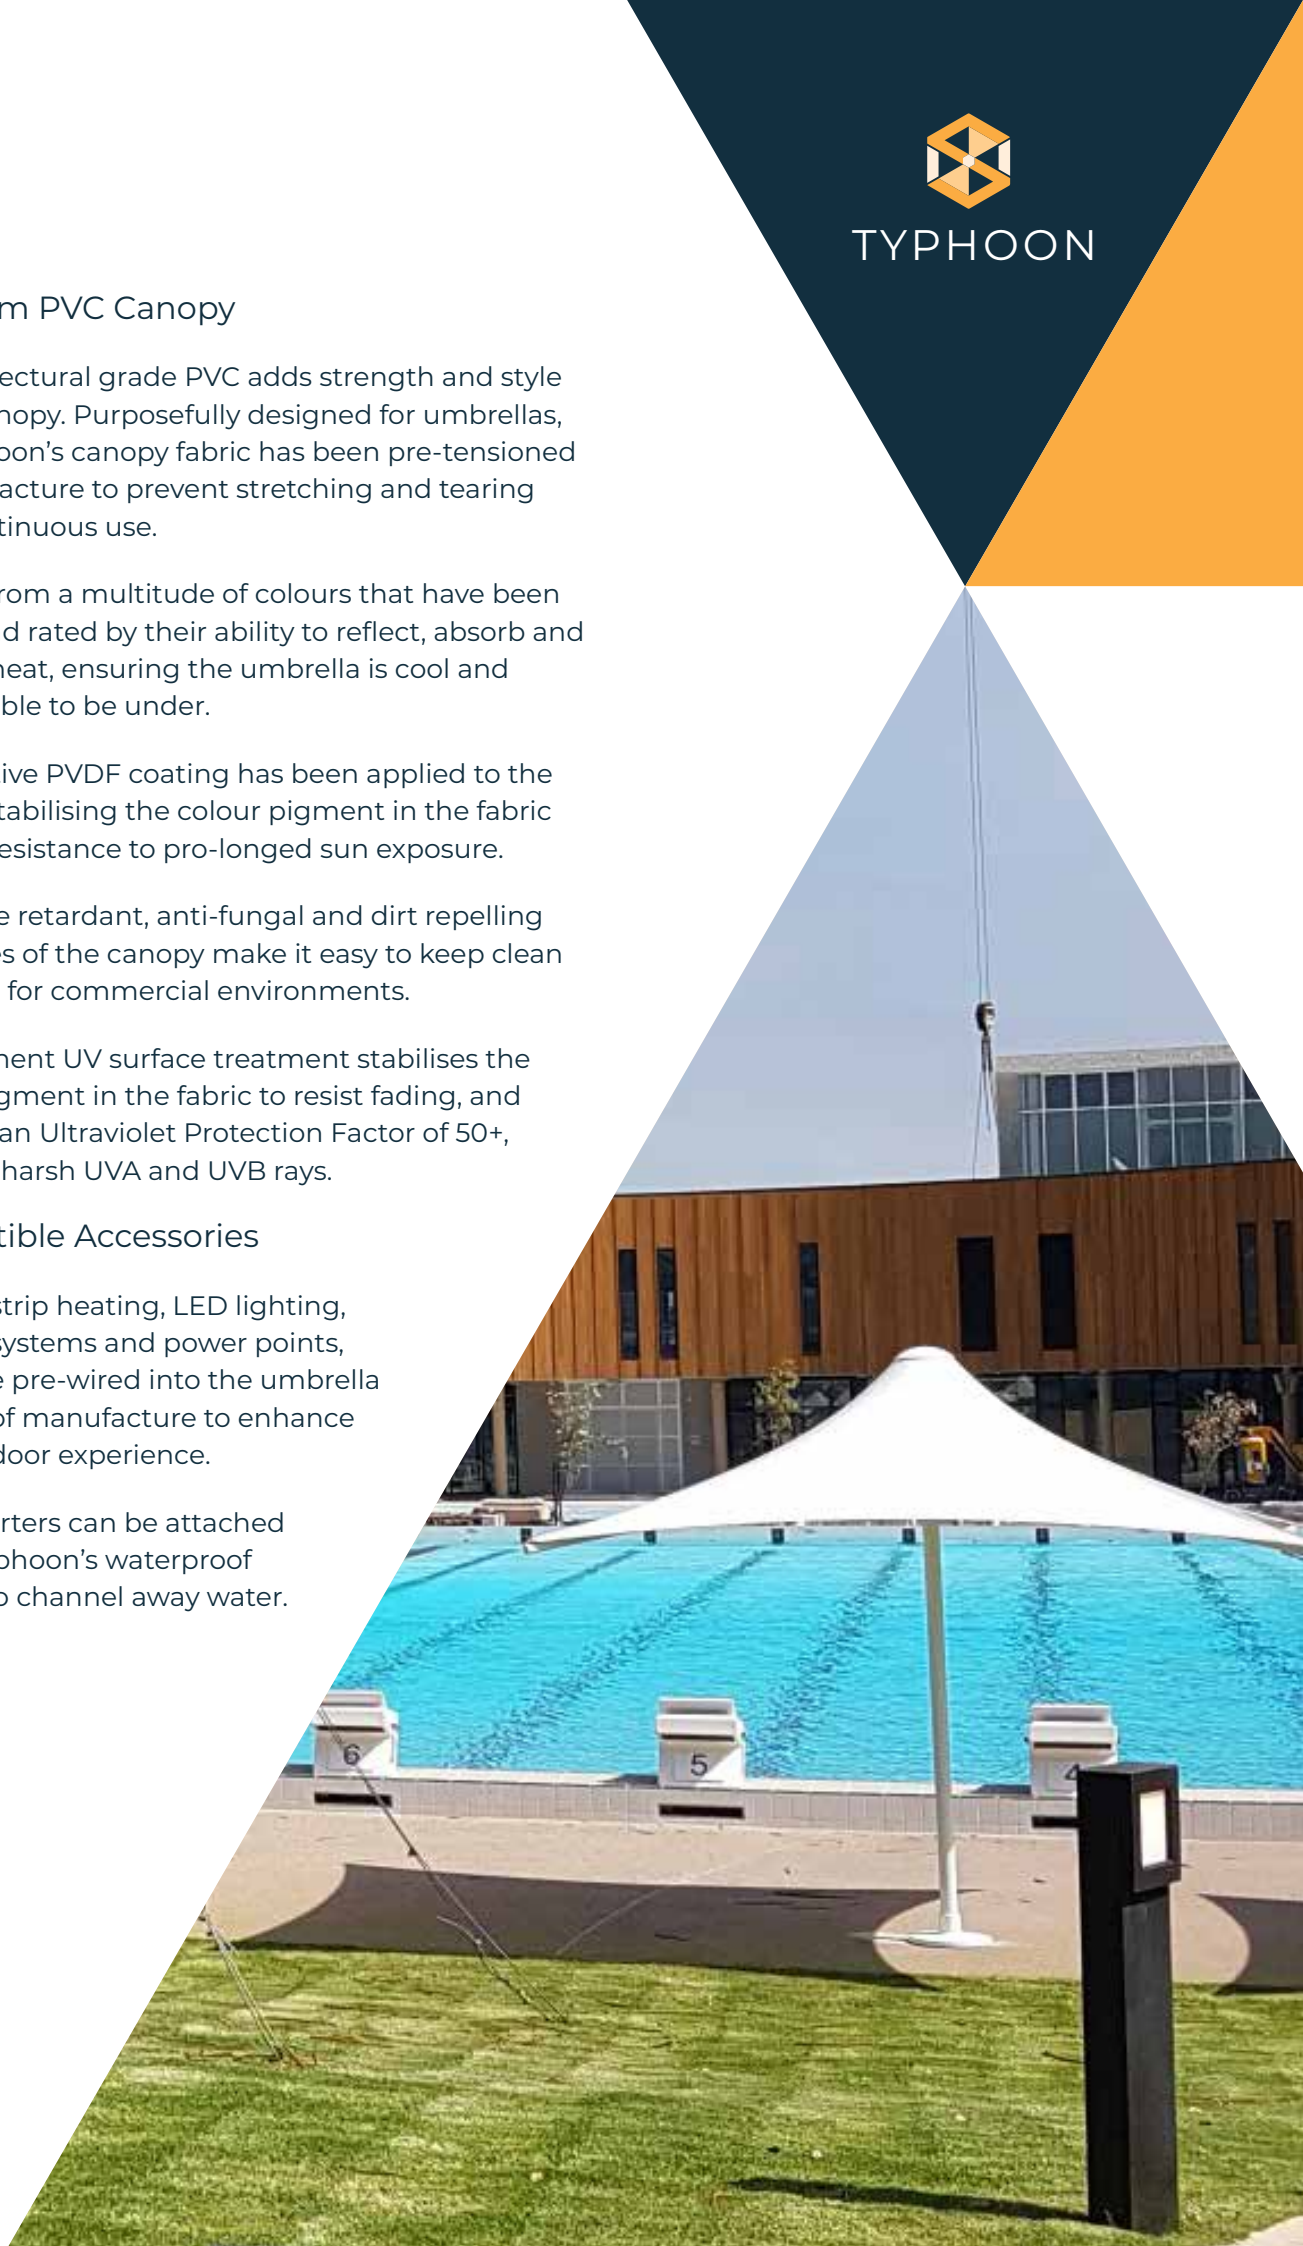 TYPHOON
m PVC Canopy
ectural grade PVC adds strength and style
nopy. Purposefully designed for umbrellas,
oon's canopy fabric has been pre-tensioned
acture to prevent stretching and tearing
tinuous use.
rom a multitude of colours that have been
d rated by their ability to reflect, absorb and
heat, ensuring the umbrella is cool and
ble to be under.
tive PVDF coating has been applied to the
tabilising the colour pigment in the fabric
esistance to pro-longed sun exposure.
e retardant, anti-fungal and dirt repelling
es of the canopy make it easy to keep clean
for commercial environments.
nent UV surface treatment stabilises the
gment in the fabric to resist fading, and
an Ultraviolet Protection Factor of 50+,
harsh UVA and UVB rays.
tible Accessories
strip heating, LED lighting,
systems and power points,
e pre-wired into the umbrella
of manufacture to enhance
door experience.
rters can be attached
phoon's waterproof
o channel away water.
6
5
4